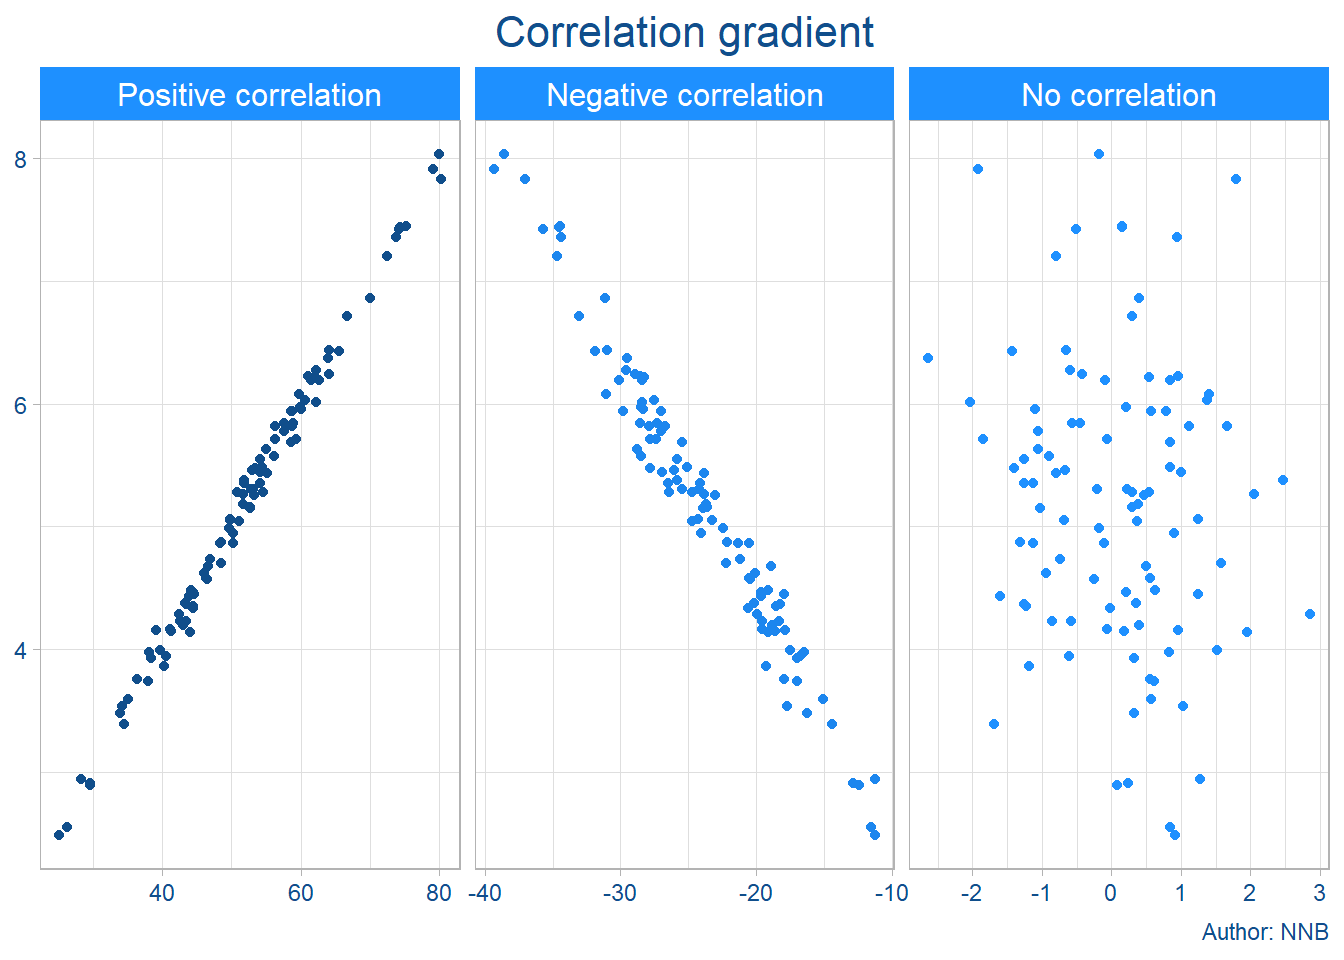 Correlation gradient
Positive correlation
Negative correlation
No correlation
8
6
4
40 60 80
-40 -30 -20 -10
-2 -1 0 1 2 3
Author: NNB